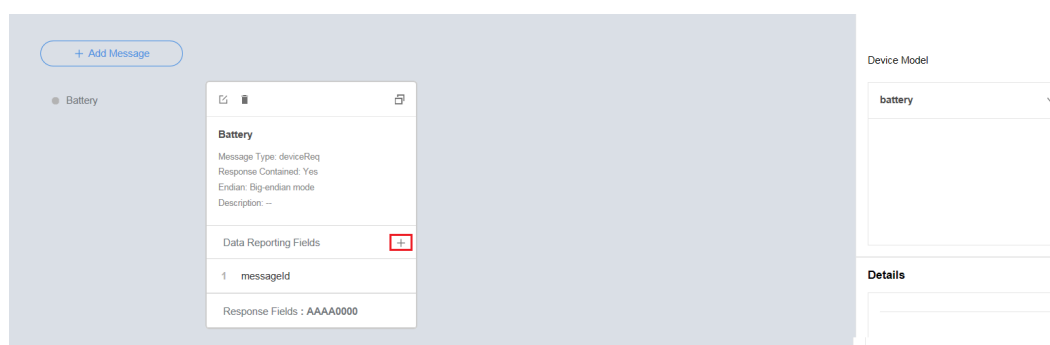 + Add Message
Device Model
Battery
battery
Battery
Message Type: deviceReq
Response Contained: Yes
Endian: Big-endian mode
Description: --
Data Reporting Fields +
1 messageId
Details
Response Fields : AAAA0000